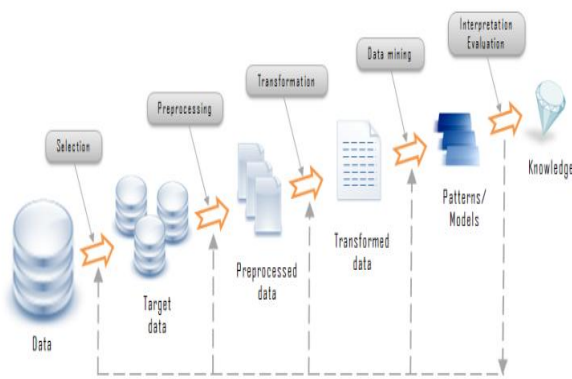 Interpretation
Evaluation
Data mining
Transformation
Preprocessing
Selection
Knowledge
Patterns/
Models
Transformed
data
Preprocessed
data
Target
data
Data